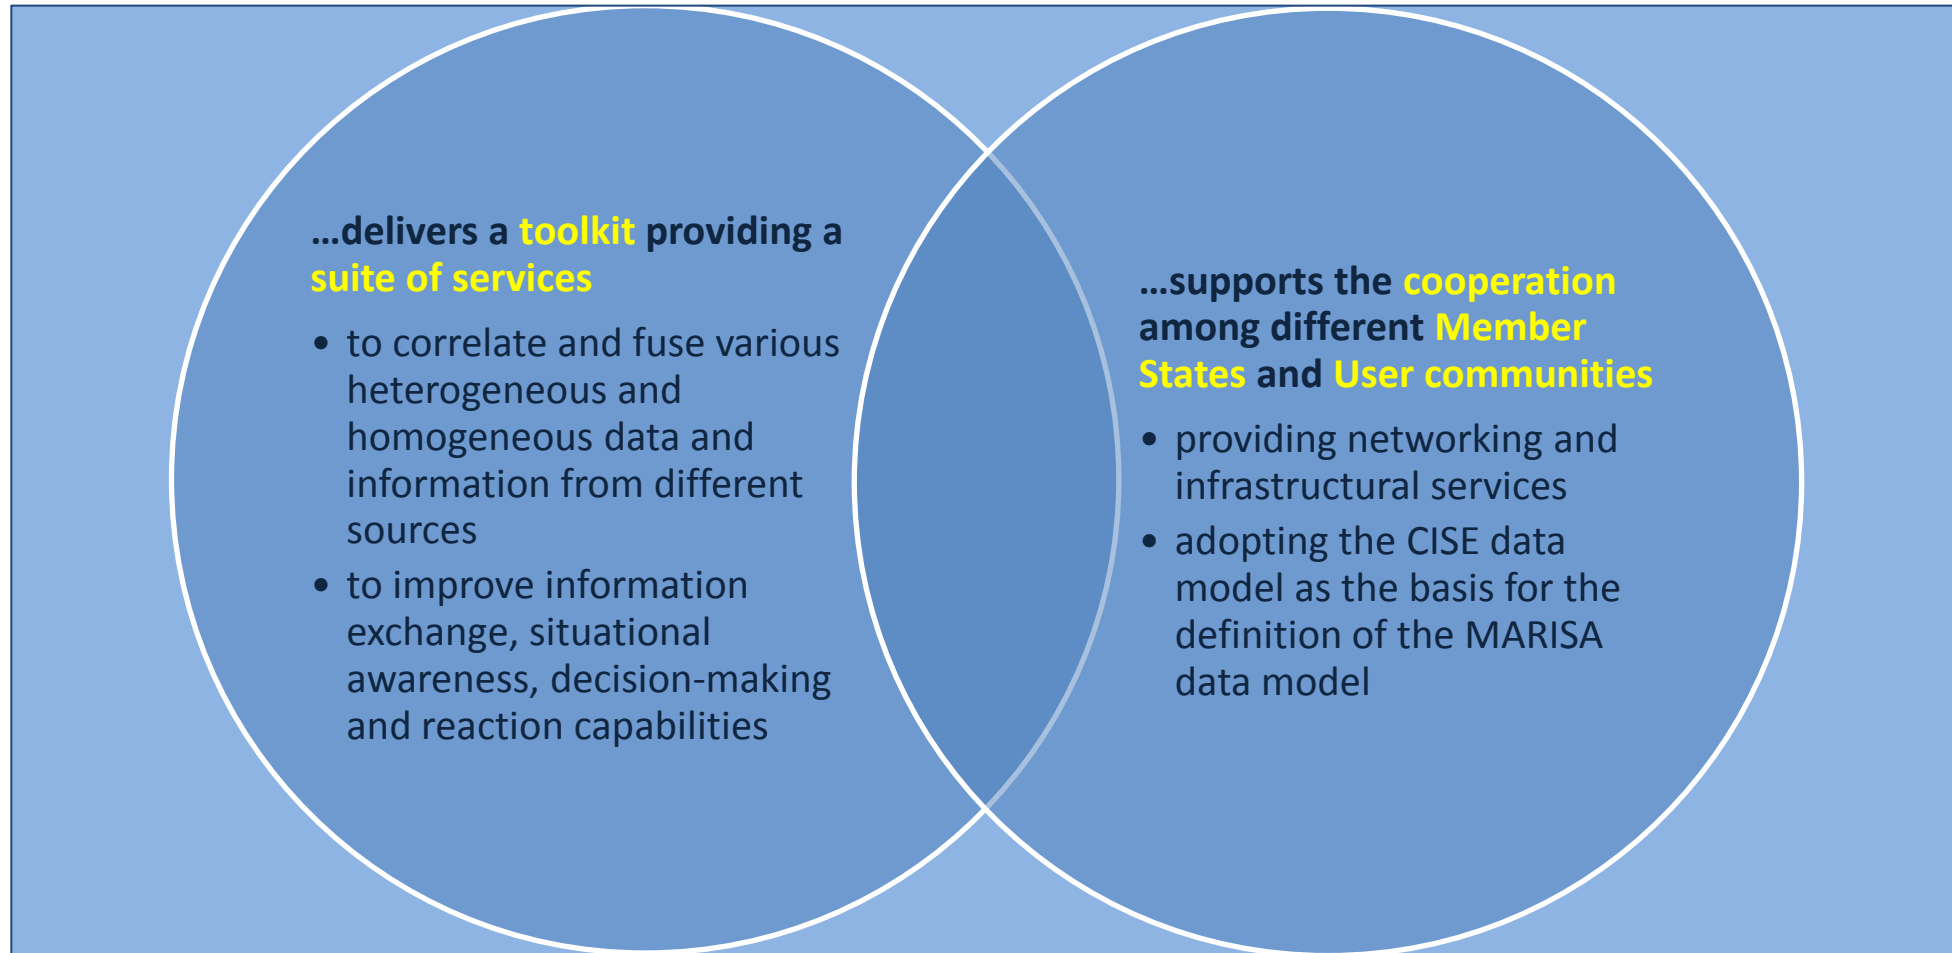 ...delivers a toolkit providing a
suite of services
• to correlate and fuse various
heterogeneous and
homogeneous data and
information from different
sources
• to improve information
exchange, situational
awareness, decision-making
and reaction capabilities
...supports the cooperation
among different Member
States and User communities
• providing networking and
infrastructural services
• adopting the CISE data
model as the basis for the
definition of the MARISA
data model